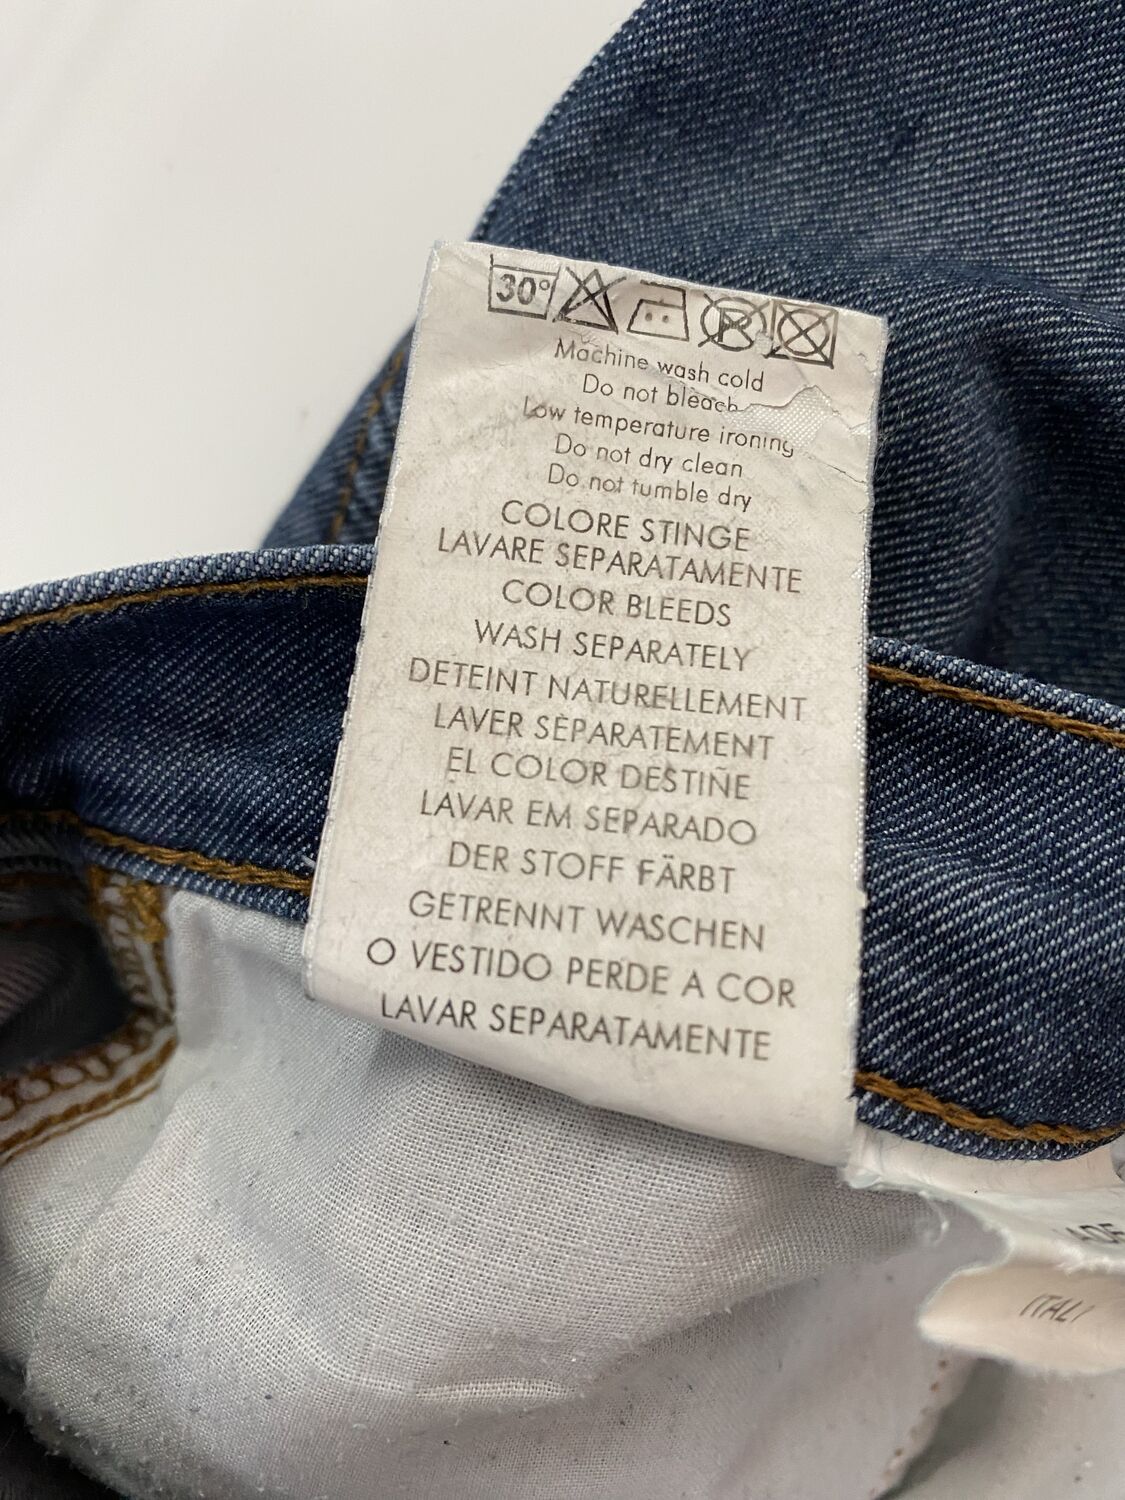 30°
P
Machine wash cold
Do not bleach
Low temperature ironing
Do not dry clean
Do not tumble dry
COLORE STINGE
LAVARE SEPARATAMENTE
COLOR BLEEDS
WASH SEPARATELY
DETEINT NATURELLEMENT
LAVER SÈPARATEMENT
EL COLOR DESTIÑE
LAVAR EM SEPARADO
DER STOFF FÄRBT
GETRENNT WASCHEN
O VESTIDO PERDE A COR
LAVAR SEPARATAMENTE